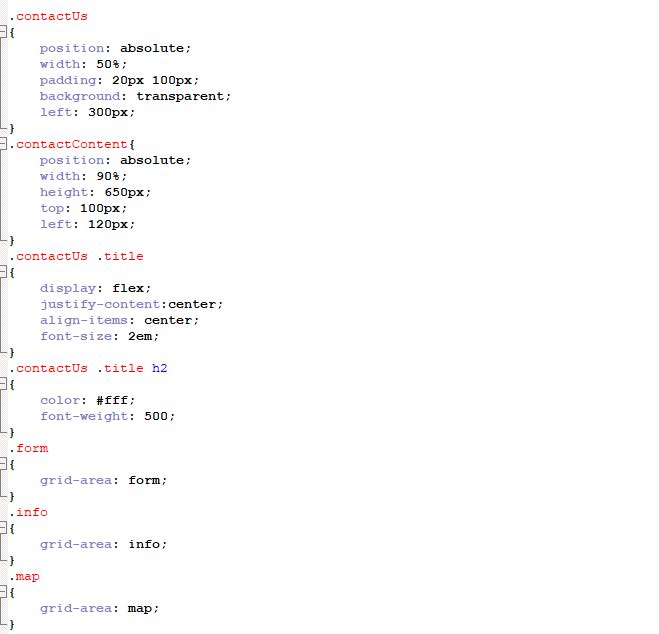 .contactUs
{
    position: absolute;
    width: 50%;
    padding: 20px 100px;
    background: transparent;
    left: 300px;
}
.contactContent{
    position: absolute;
    width: 90%;
    height: 650px;
    top: 100px;
    left: 120px;
}
.contactUs .title
{
    display: flex;
    justify-content:center;
    align-items: center;
    font-size: 2em;
}
.contactUs .title h2
{
    color: #fff;
    font-weight: 500;
}
.form
{
    grid-area: form;
}
.info
{
    grid-area: info;
}
.map
{
    grid-area: map;
}